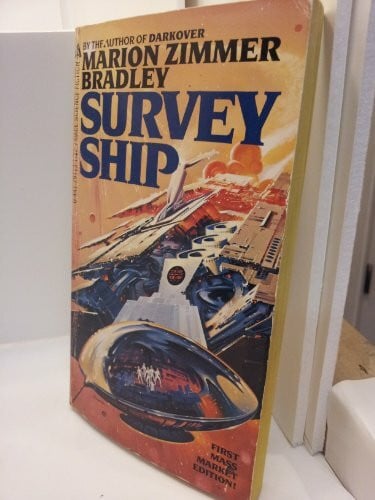 BY THE AUTHOR OF DARKOVER
MARION ZIMMER
BRADLEY
SURVEY
SHIP
FIRST
MASS
MARKET
EDITION!